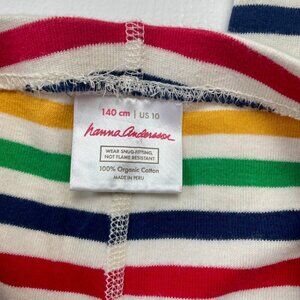 140 cm | US 10
hanna andersson
WEAR SNUG-FITTING,
NOT FLAME RESISTANT
100% Organic Cotton
MADE IN PERU